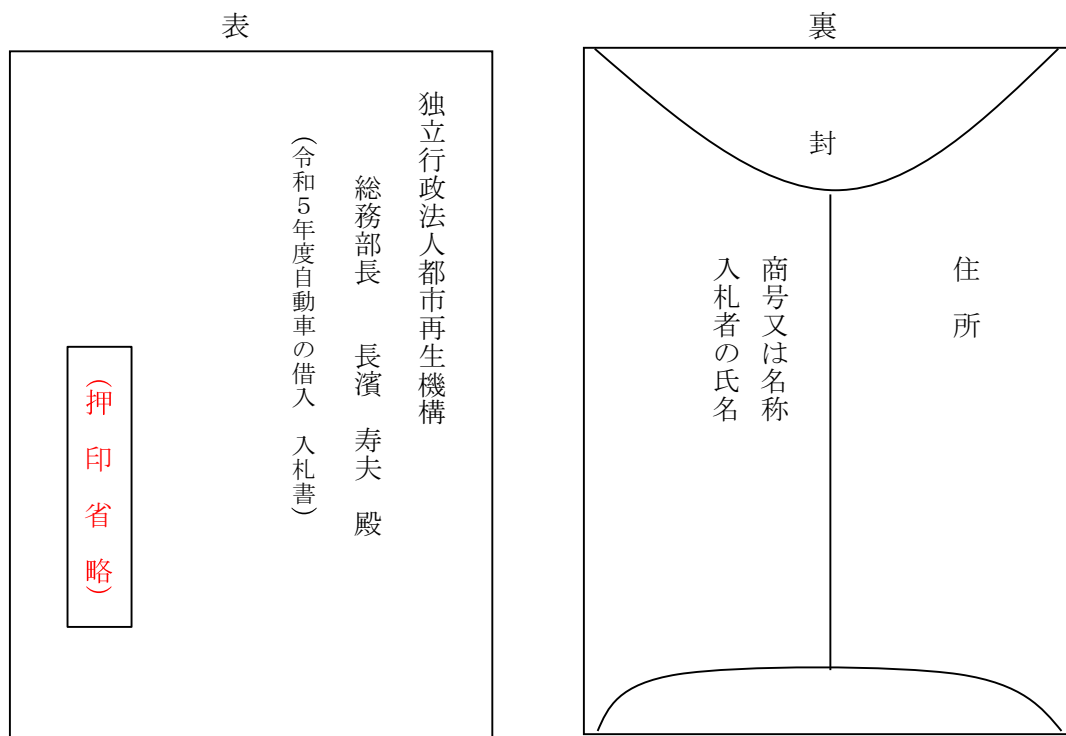 表
独立行政法人都市再生機構
総務部長　長濱　寿夫　殿
（令和５年度自動車の借入　入札書）
（押印省略）
裏
封
住所
商号又は名称
入札者の氏名